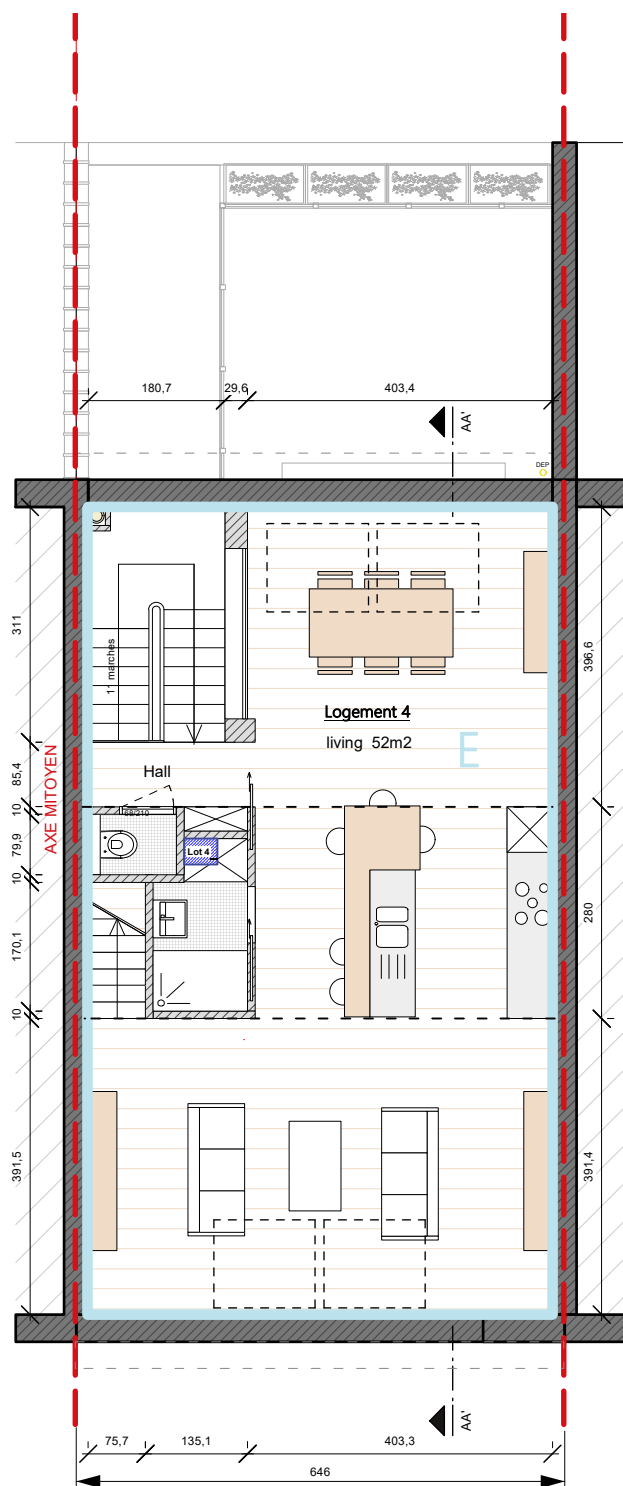 180,7
29,6
403,4
AA'
DEP
311
11 marches
396,6
Logement 4
living 52m2
E
Hall
85,4
AXE MITOYEN
68/210
10
79,9
Lot 4
10
280
170,1
10
391,5
391,4
AA'
75,7
135,1
403,3
646